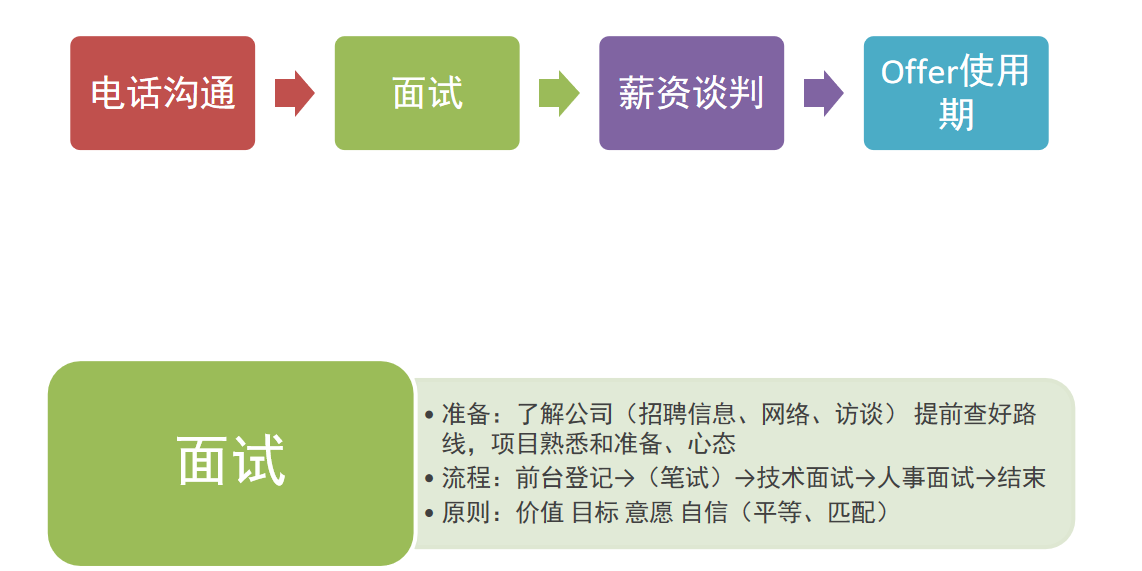 电话沟通
面试
薪资谈判
Offer使用
期
面试
• 准备：了解公司（招聘信息、网络、访谈） 提前查好路
线，项目熟悉和准备、心态
• 流程：前台登记→（笔试）→技术面试→人事面试→结束
• 原则：价值 目标 意愿 自信（平等、匹配）